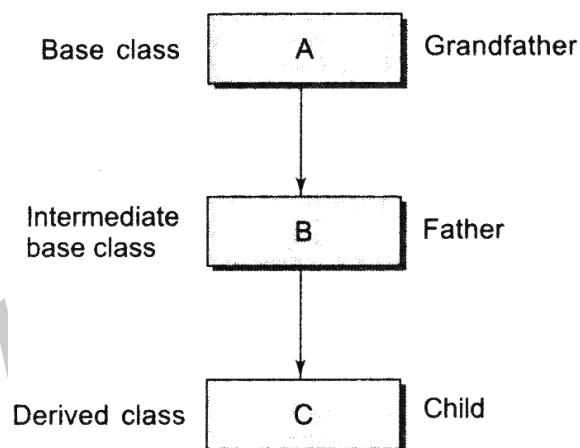 Base class A Grandfather
Intermediate
base class B Father
Derived class C Child